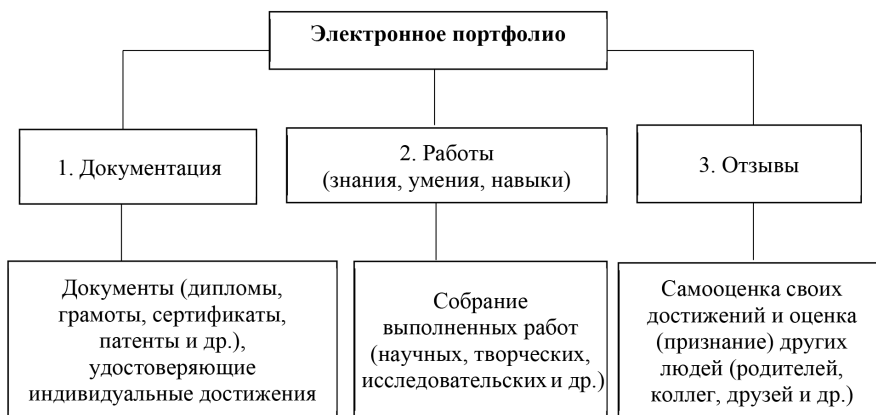 Электронное портфолио
1. Документация
2. Работы
(знания, умения, навыки)
3. Отзывы
Документы (дипломы,
грамоты, сертификаты,
патенты и др.),
удостоверяющие
индивидуальные достижения
Собрание
выполненных работ
(научных, творческих,
исследовательских и др.)
Самооценка своих
достижений и оценка
(признание) других
людей (родителей,
коллег, друзей и др.)